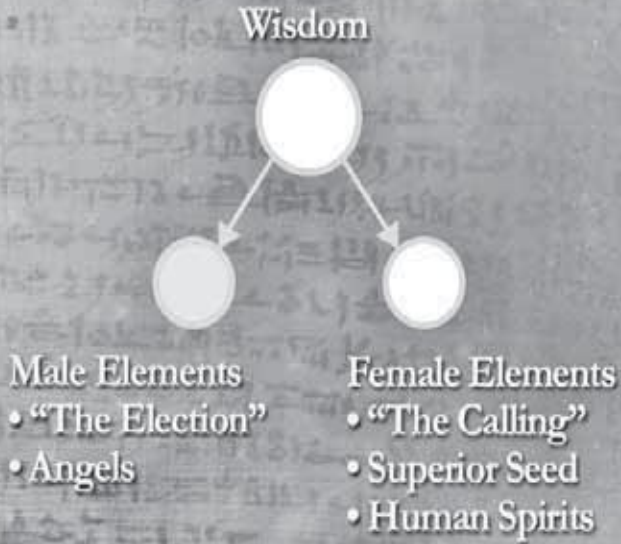 Wisdom
Male Elements
• “The Election”
• Angels
Female Elements
• “The Calling”
• Superior Seed
• Human Spirits